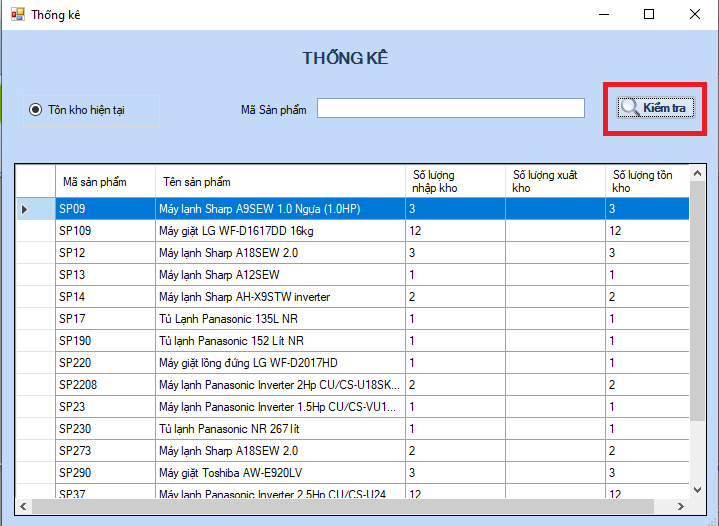 Thống kê
THỐNG KÊ
Tồn kho hiện tại Mã Sản phẩm Kiểm tra
Mã sản phẩm Tên sản phẩm Số lượng nhập kho Số lượng xuất kho Số lượng tồn kho
SP09 Máy lạnh Sharp A9SEW 1.0 Ngựa (1.0HP) 3 3
SP109 Máy giặt LG WF-D1617DD 16kg 12 12
SP12 Máy lạnh Sharp A18SEW 2.0 3 3
SP13 Máy lạnh Sharp A12SEW 1 1
SP14 Máy lạnh Sharp AH-X9STW inverter 2 2
SP17 Tủ Lạnh Panasonic 135L NR 1 1
SP190 Tủ lạnh Panasonic 152 Lít NR 1 1
SP220 Máy giặt lồng đứng LG WF-D2017HD 1 1
SP2208 Máy lạnh Panasonic Inverter 2Hp CU/CS-U18SK... 2 2
SP23 Máy lạnh Panasonic Inverter 1.5Hp CU/CS-VU1... 1 1
SP230 Tủ lạnh Panasonic NR 267 lít 1 1
SP273 Máy lạnh Sharp A18SEW 2.0 2 2
SP290 Máy giặt Toshiba AW-E920LV 3 3
SP37 Máy lạnh Panasonic Inverter 2.5Hp CU/CS-U24 12 12